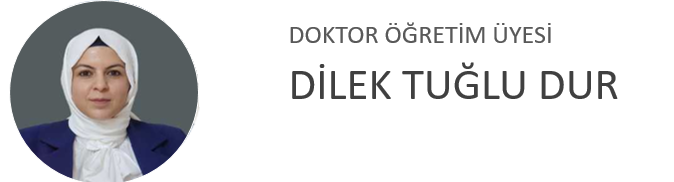 DOKTOR ÖĞRETİM ÜYESİ
DİLEK TUĞLU DUR